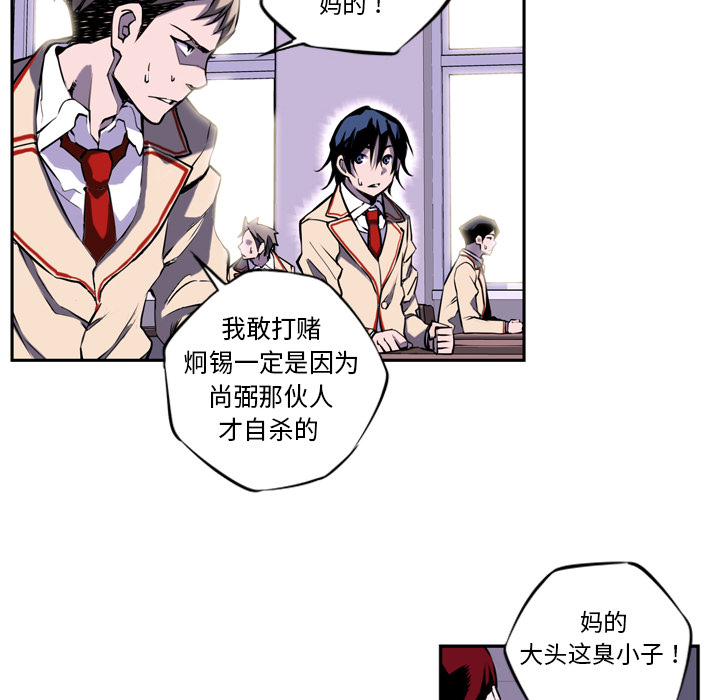 妈的！
我敢打赌
炯锡一定是因为
尚弼那伙人
才自杀的
妈的
大头这臭小子！